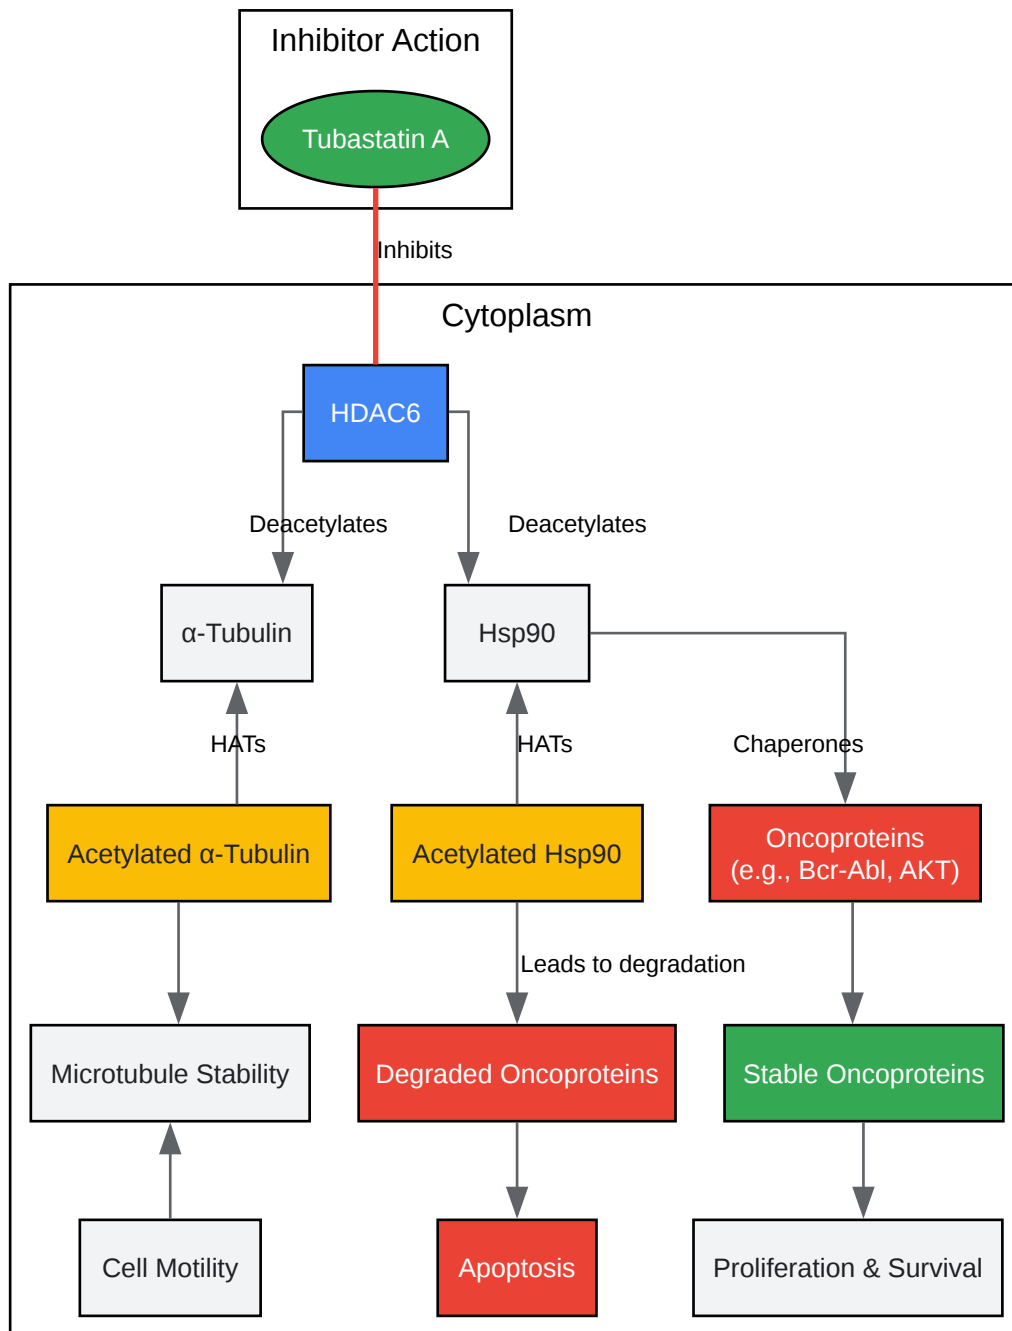 Inhibitor Action
Tubastatin A
Inhibits
Cytoplasm
HDAC6
Deacetylates
Deacetylates
α-Tubulin
Hsp90
HATs
HATs
Chaperones
Acetylated α-Tubulin
Acetylated Hsp90
Oncoproteins
(e.g., Bcr-Abl, AKT)
Leads to degradation
Microtubule Stability
Degraded Oncoproteins
Stable Oncoproteins
Cell Motility
Apoptosis
Proliferation & Survival